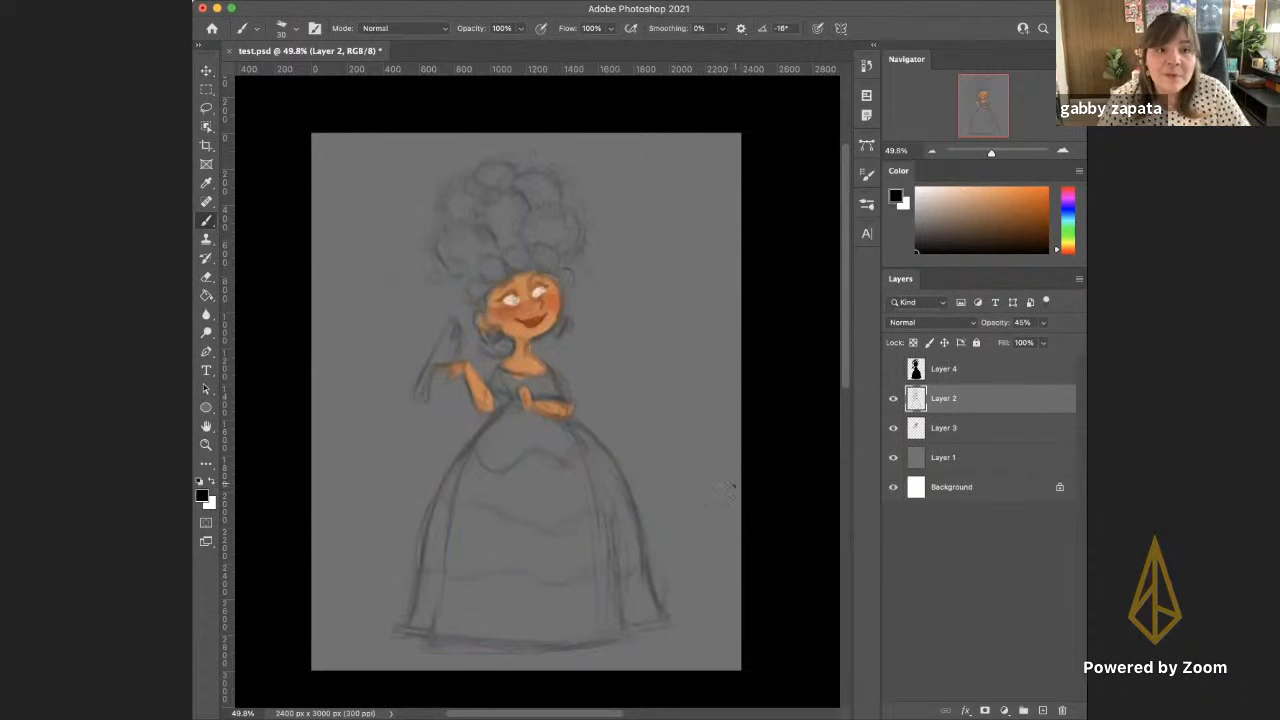 Adobe Photoshop 2021
30
Mode: Normal
Opacity: 100%
Flow: 100%
Smoothing: 0%
-16°
test.psd @ 49.8% (Layer 2, RGB/8) *
400 200 0 200 400 600 800 1000 1200 1400 1600 1800 2000 2200 2400 2600 2800
Navigator
gabby zapata
49.8%
Color
Layers
Kind
Normal
Opacity: 45%
Lock:
Fill: 100%
Layer 4
Layer 2
Layer 3
Layer 1
Background
Powered by Zoom
49.8%
2400 px x 3000 px (300 ppi)